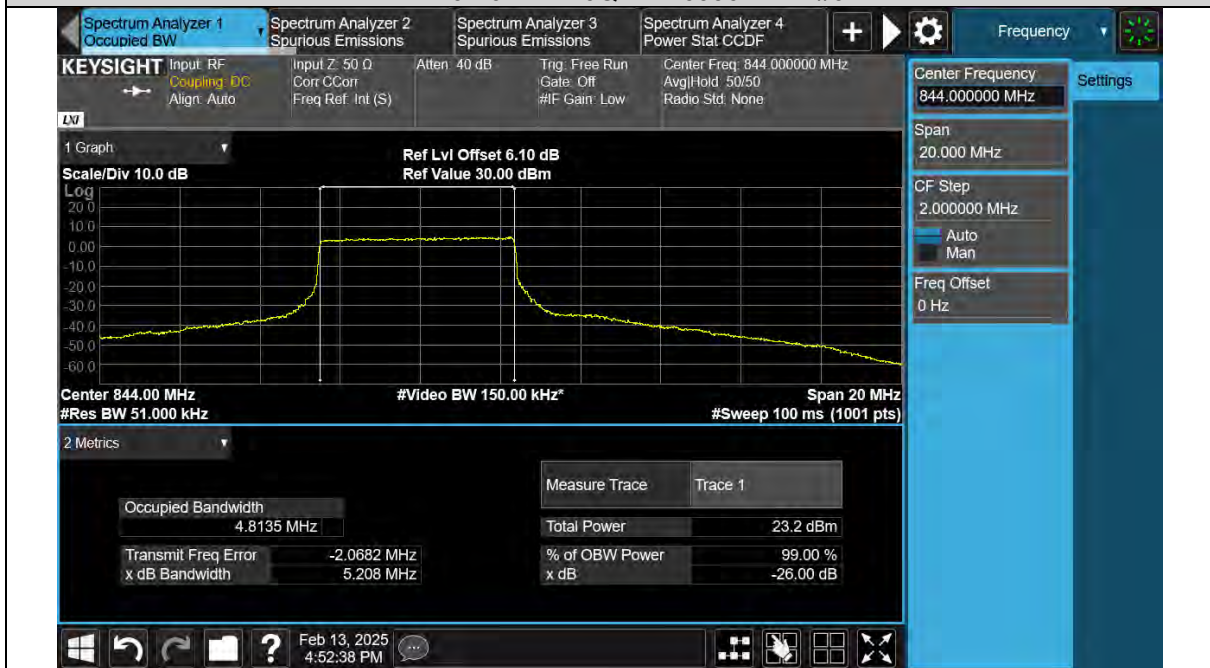 Spectrum Analyzer 1
Occupied BW
Spectrum Analyzer 2
Spurious Emissions
Spectrum Analyzer 3
Spurious Emissions
Spectrum Analyzer 4
Power Stat CCDF
+
Frequency
KEYSIGHT
LXI
Input: RF
Coupling: DC
Align: Auto
Input Z: 50 Ω
Corr CCorr
Freq Ref: Int (S)
Atten: 40 dB
Trig: Free Run
Gate: Off
#IF Gain: Low
Center Freq: 844.000000 MHz
Avg|Hold: 50/50
Radio Std: None
Center Frequency
844.000000 MHz
Settings
Span
20.000 MHz
CF Step
2.000000 MHz
Auto
Man
Freq Offset
0 Hz
1 Graph
Scale/Div 10.0 dB
Ref Lvl Offset 6.10 dB
Ref Value 30.00 dBm
Log
20.0
10.0
0.00
-10.0
-20.0
-30.0
-40.0
-50.0
-60.0
Center 844.00 MHz
#Video BW 150.00 kHz*
Span 20 MHz
#Res BW 51.000 kHz
#Sweep 100 ms (1001 pts)
2 Metrics
Measure Trace
Trace 1
Occupied Bandwidth
4.8135 MHz
Total Power
23.2 dBm
Transmit Freq Error
-2.0682 MHz
% of OBW Power
99.00 %
x dB Bandwidth
5.208 MHz
x dB
-26.00 dB
?
Feb 13, 2025
4:52:38 PM